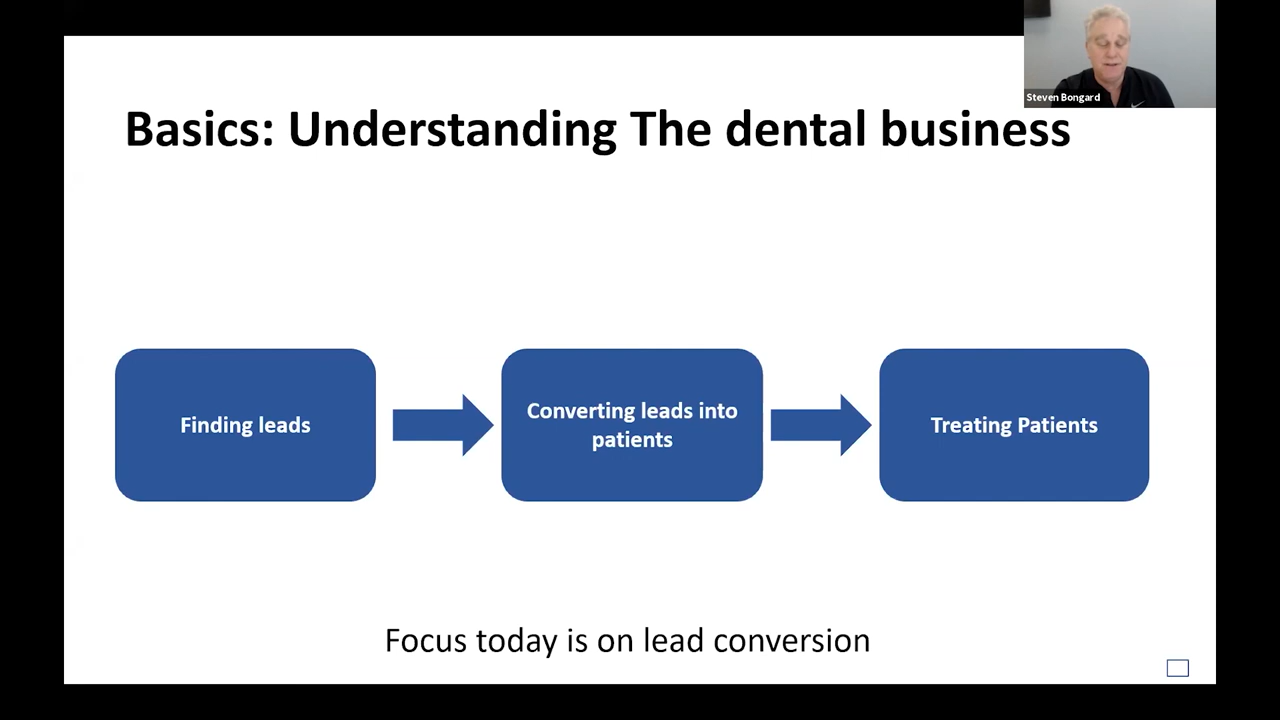 Steven Bongard
Basics: Understanding The dental business
Finding leads
Converting leads into
patients
Treating Patients
Focus today is on lead conversion